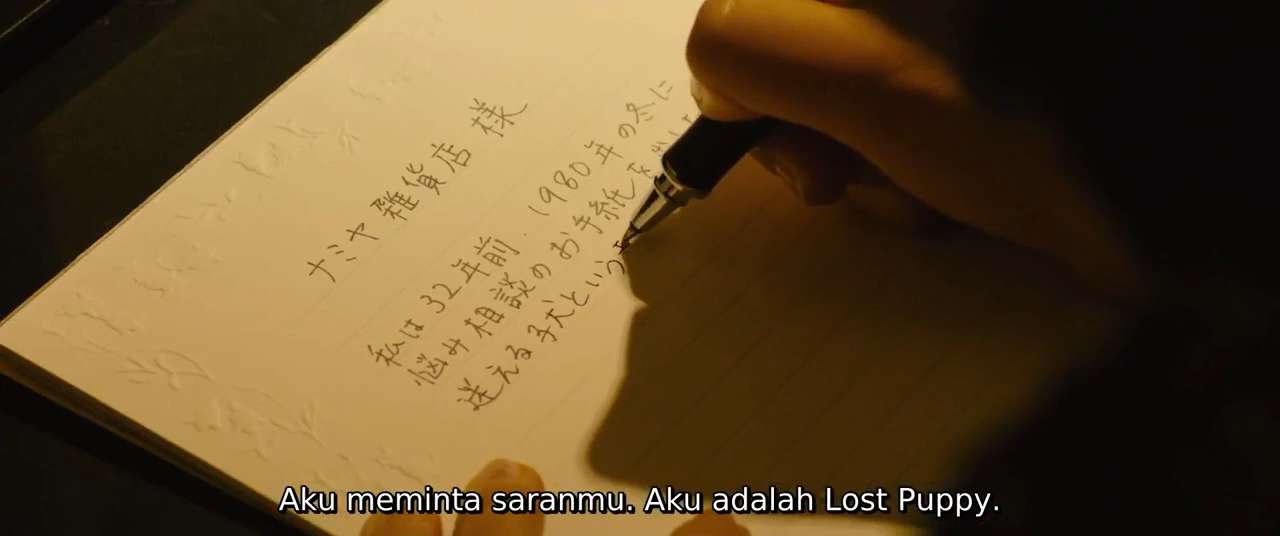 ナミヤ雑貨店 様
私は32年前、1980年の冬に
悩み相談のお手紙を
迷える子犬という
Aku meminta saranmu. Aku adalah Lost Puppy.